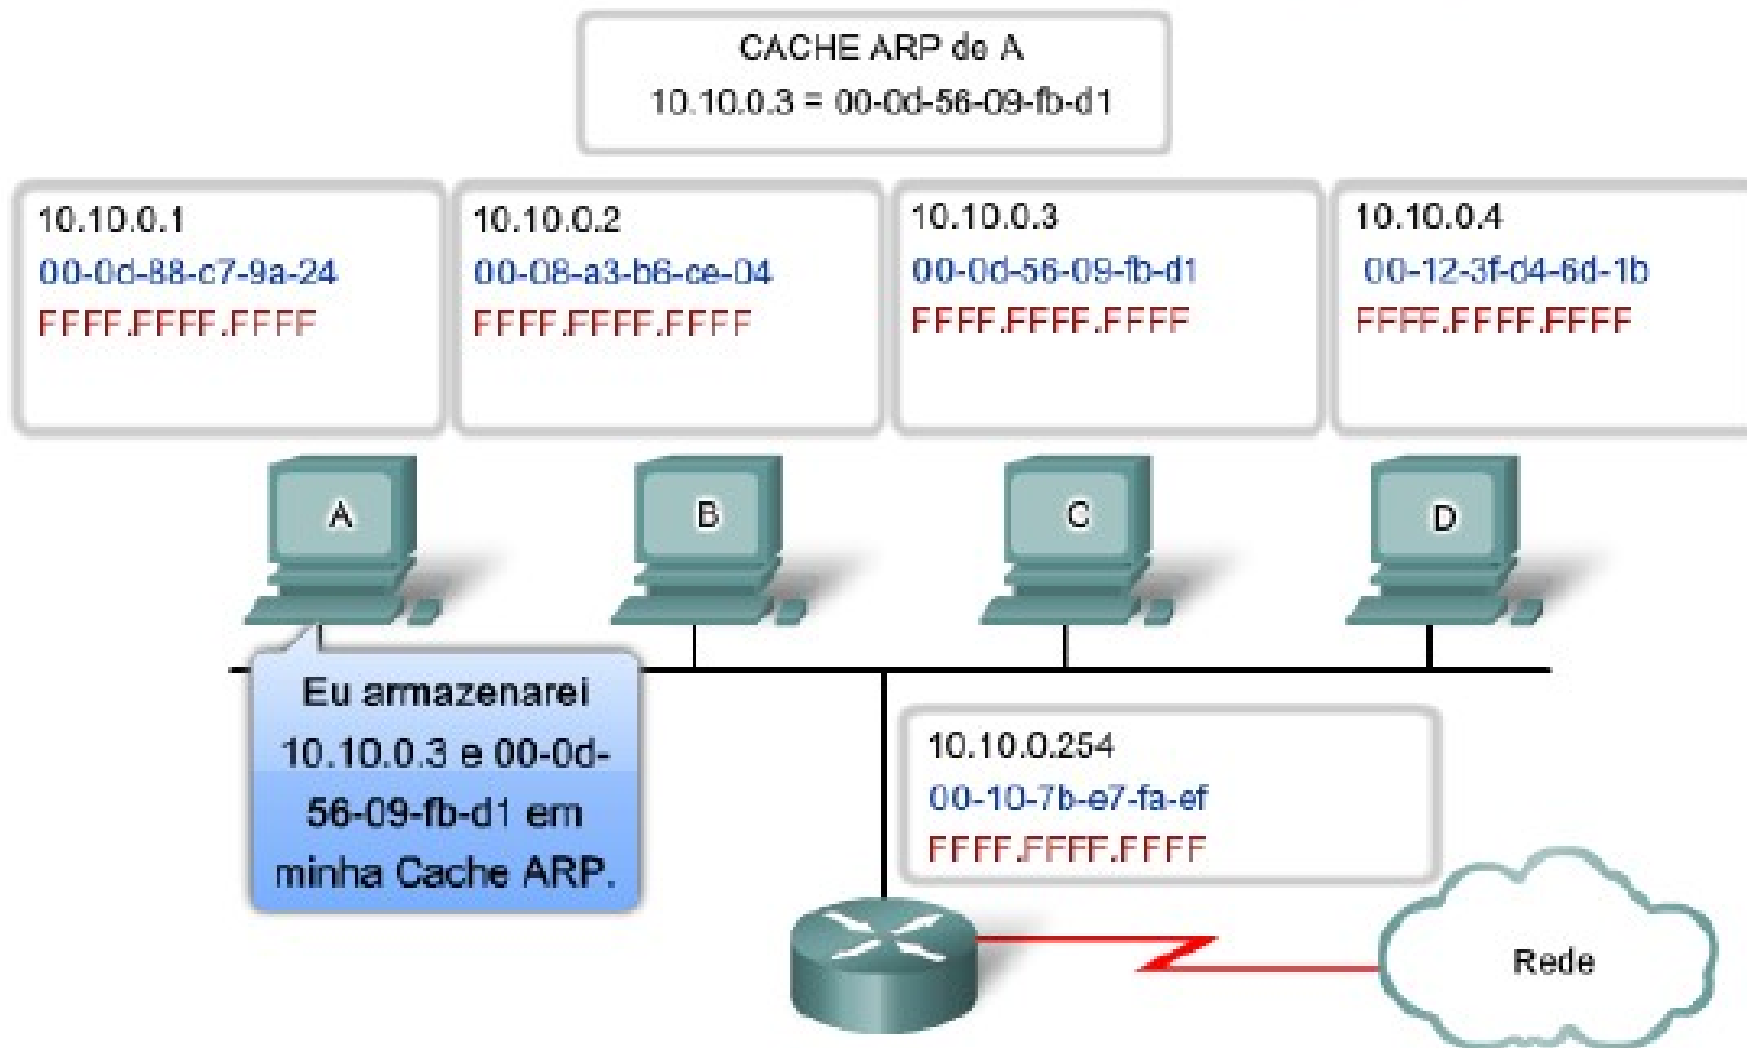 CACHE ARP de A
10.10.0.3 = 00-0d-56-09-fb-d1
10.10.0.1
00-0d-88-c7-9a-24
FFFF.FFFF.FFFF
10.10.0.2
00-08-a3-b6-ce-04
FFFF.FFFF.FFFF
10.10.0.3
00-0d-56-09-fb-d1
FFFF.FFFF.FFFF
10.10.0.4
00-12-3f-d4-6d-1b
FFFF.FFFF.FFFF
A
B
C
D
Eu armazenarei
10.10.0.3 e 00-0d-
56-09-fb-d1 em
minha Cache ARP.
10.10.0.254
00-10-7b-e7-fa-ef
FFFF.FFFF.FFFF
Rede